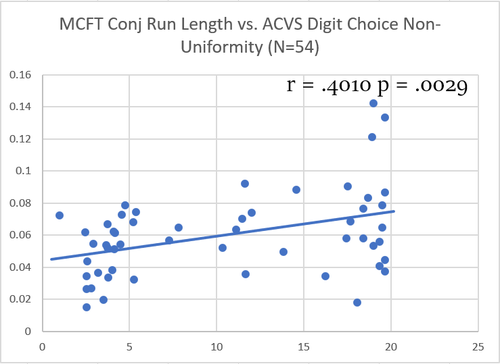 MCFT Conj Run Length vs. ACVS Digit Choice Non-
Uniformity (N=54)
r = .4010 p = .0029
0.16
0.14
0.12
0.1
0.08
0.06
0.04
0.02
0
0 5 10 15 20 25